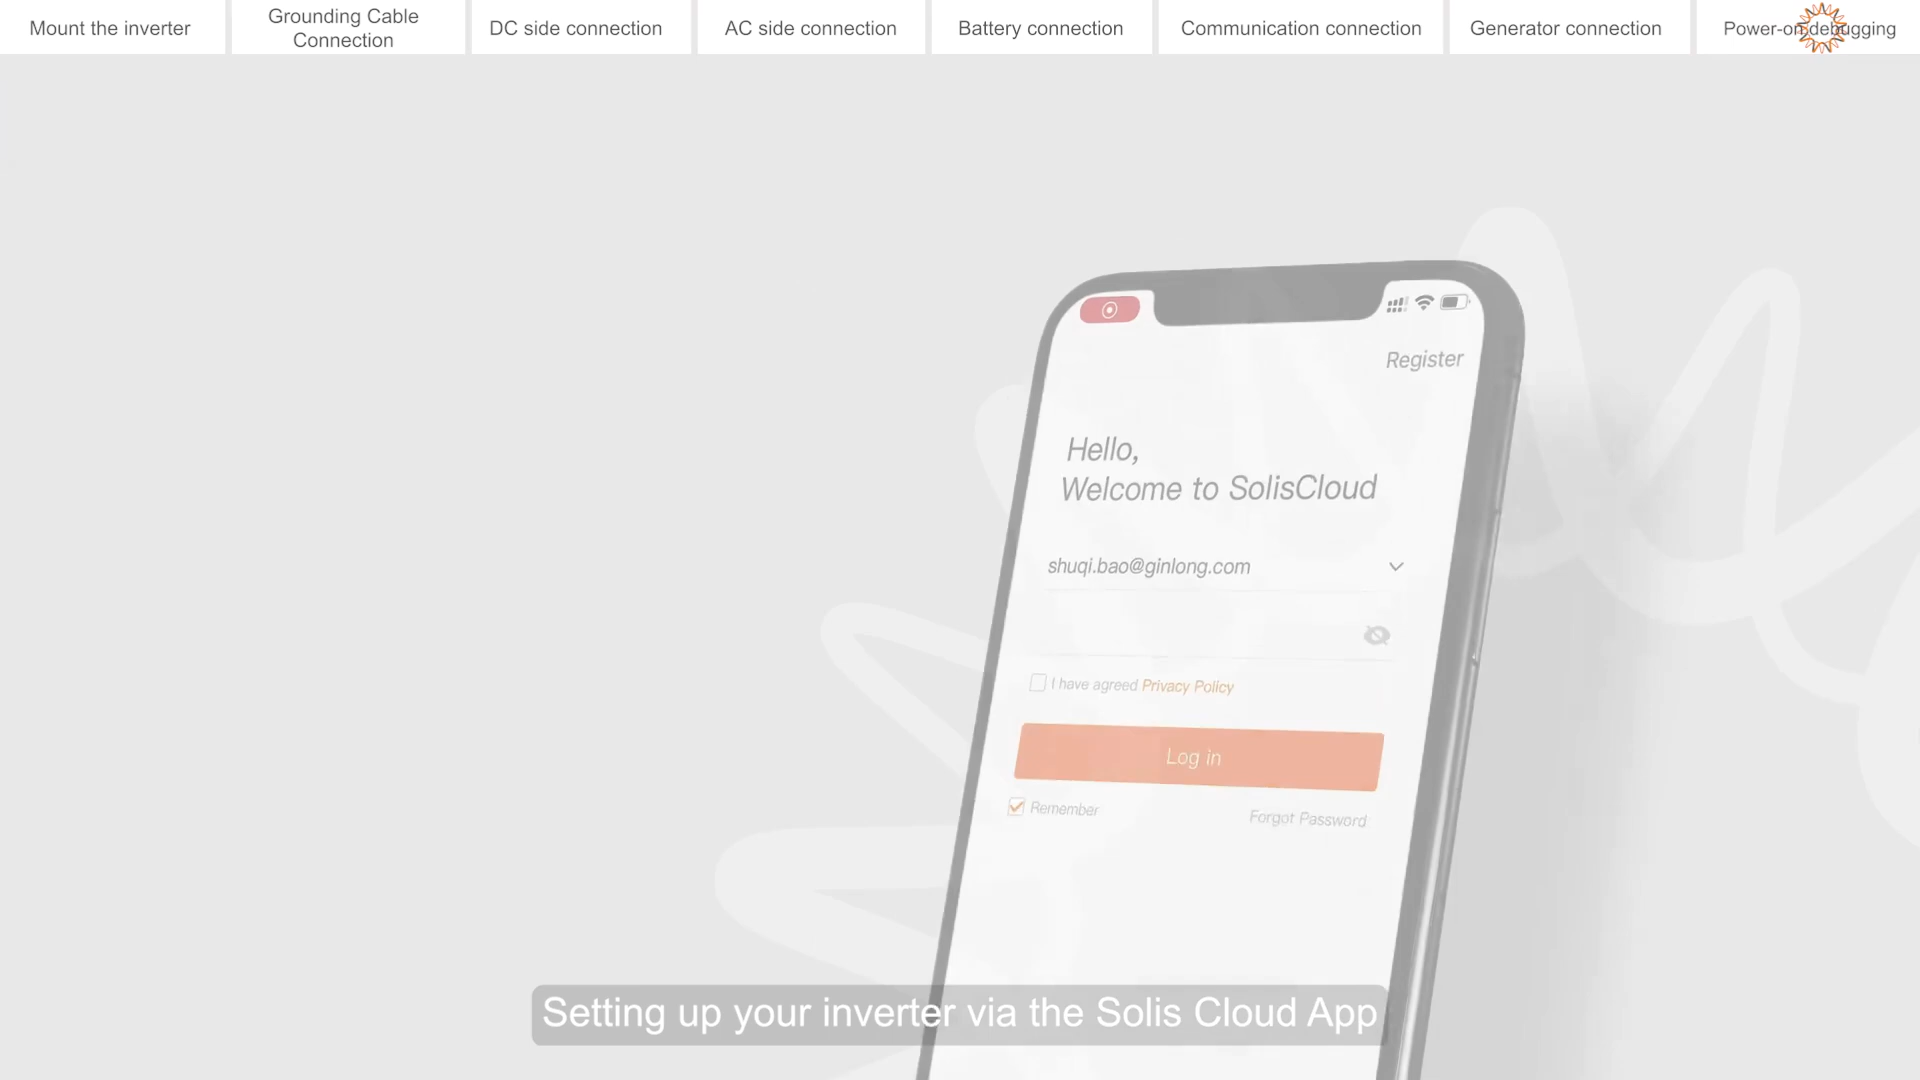 Mount the inverter
Grounding Cable
Connection
DC side connection
AC side connection
Battery connection
Communication connection
Generator connection
Power-on debugging
Register
Hello,
Welcome to SolisCloud
shuqi.bao@ginlong.com
I have agreed Privacy Policy
Log in
Remember
Forgot Password
Setting up your inverter via the Solis Cloud App